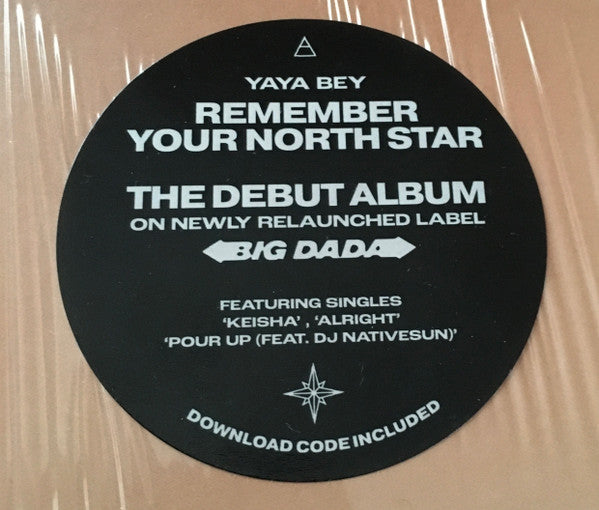 YAYA BEY
REMEMBER
YOUR NORTH STAR
THE DEBUT ALBUM
ON NEWLY RELAUNCHED LABEL
BIG DADA
FEATURING SINGLES
‘KEISHA’ , ‘ALRIGHT’
‘POUR UP (FEAT. DJ NATIVESUN)’
DOWNLOAD CODE INCLUDED